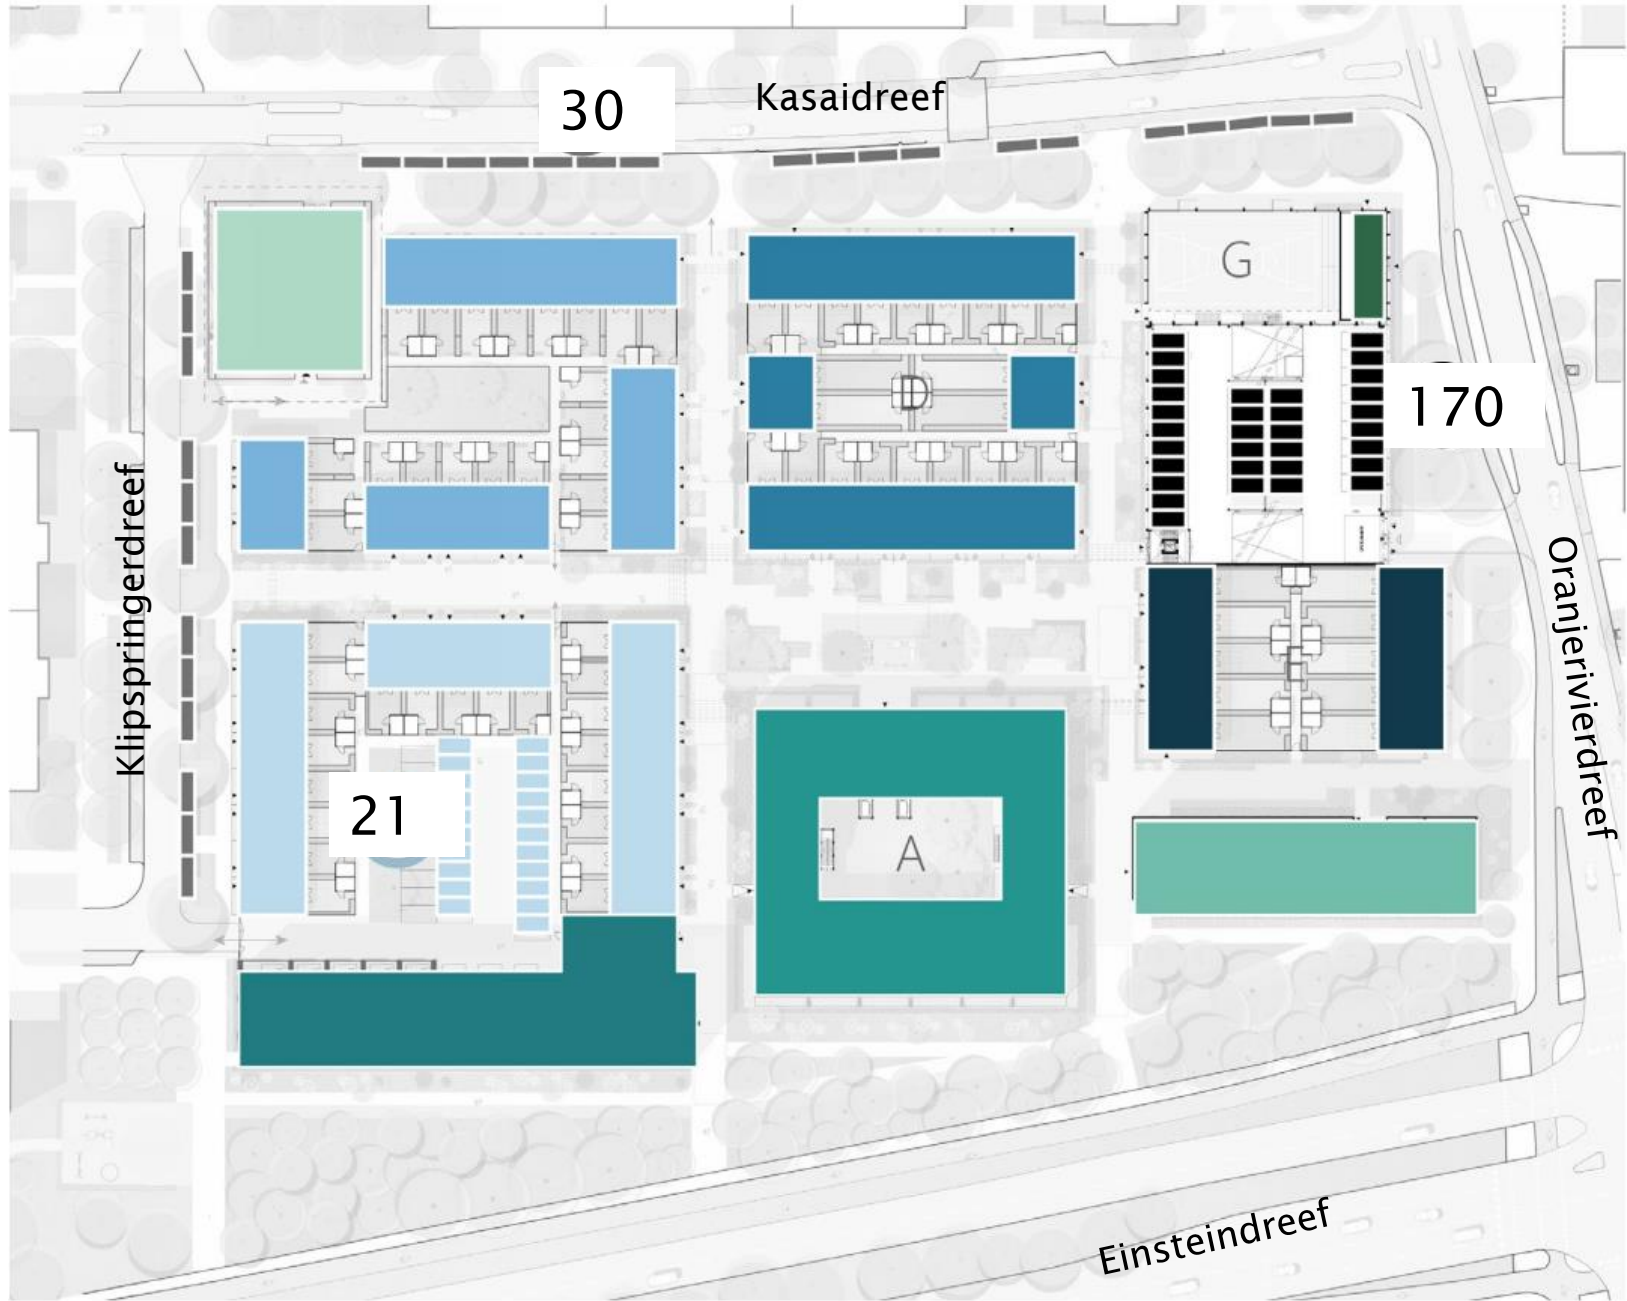 30
Kasaidreef
G
170
D
Klipspringerdreef
Oranjerivierdreef
21
A
Einsteindreef